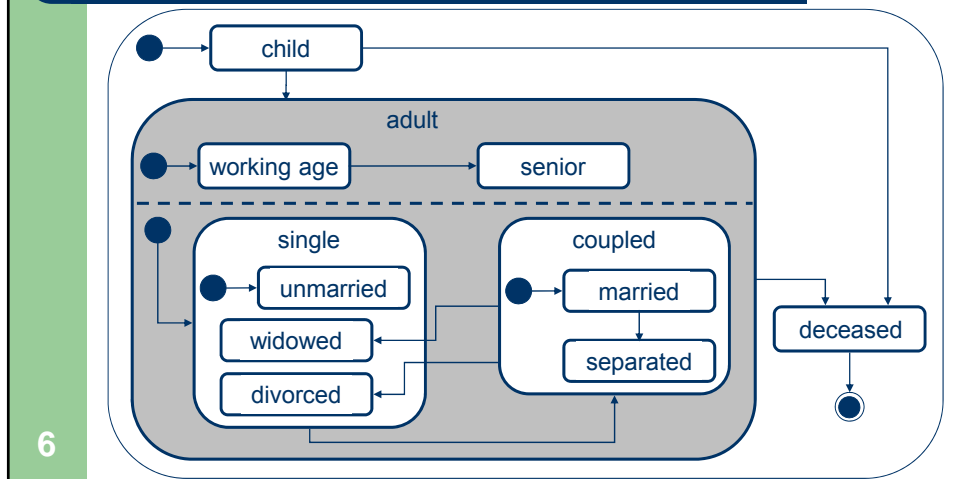 child
adult
working age
senior
single
coupled
unmarried
married
widowed
separated
divorced
deceased
6